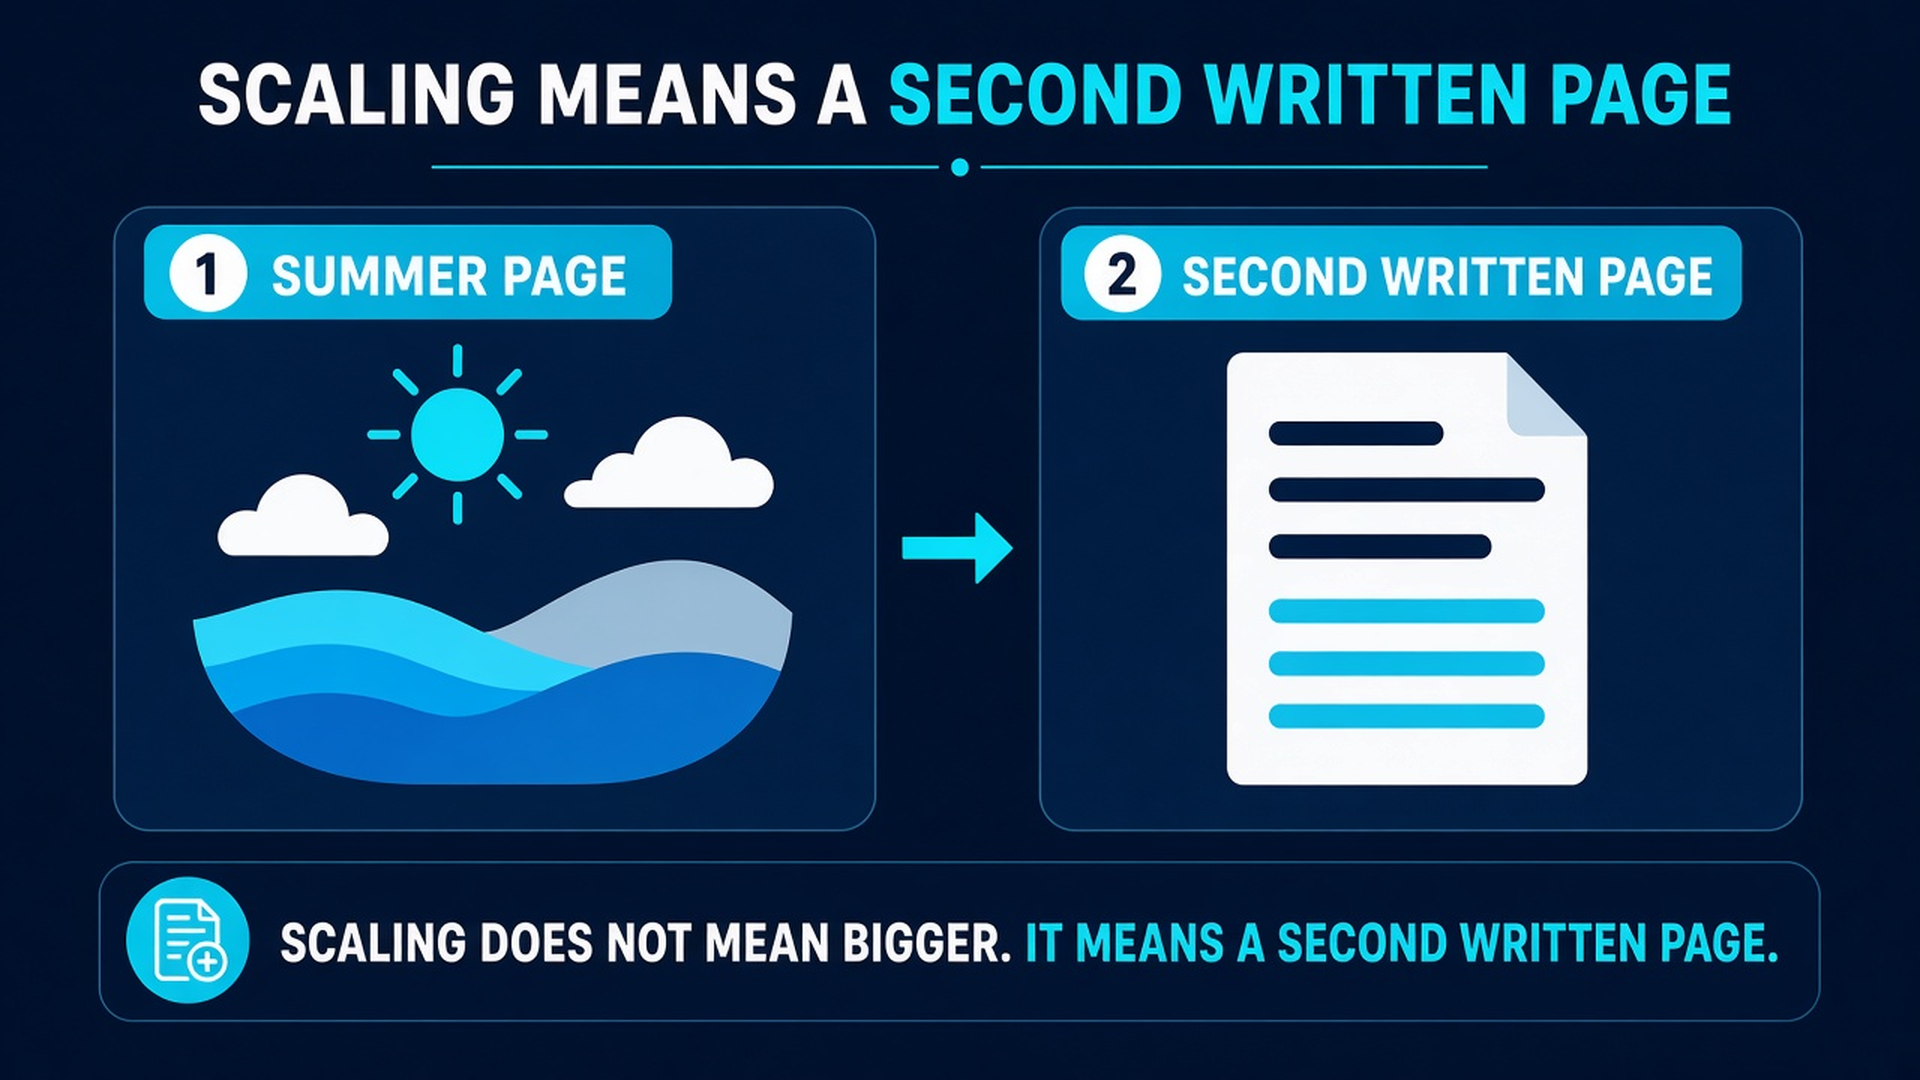 SCALING MEANS A SECOND WRITTEN PAGE
1 SUMMER PAGE
2 SECOND WRITTEN PAGE
SCALING DOES NOT MEAN BIGGER. IT MEANS A SECOND WRITTEN PAGE.